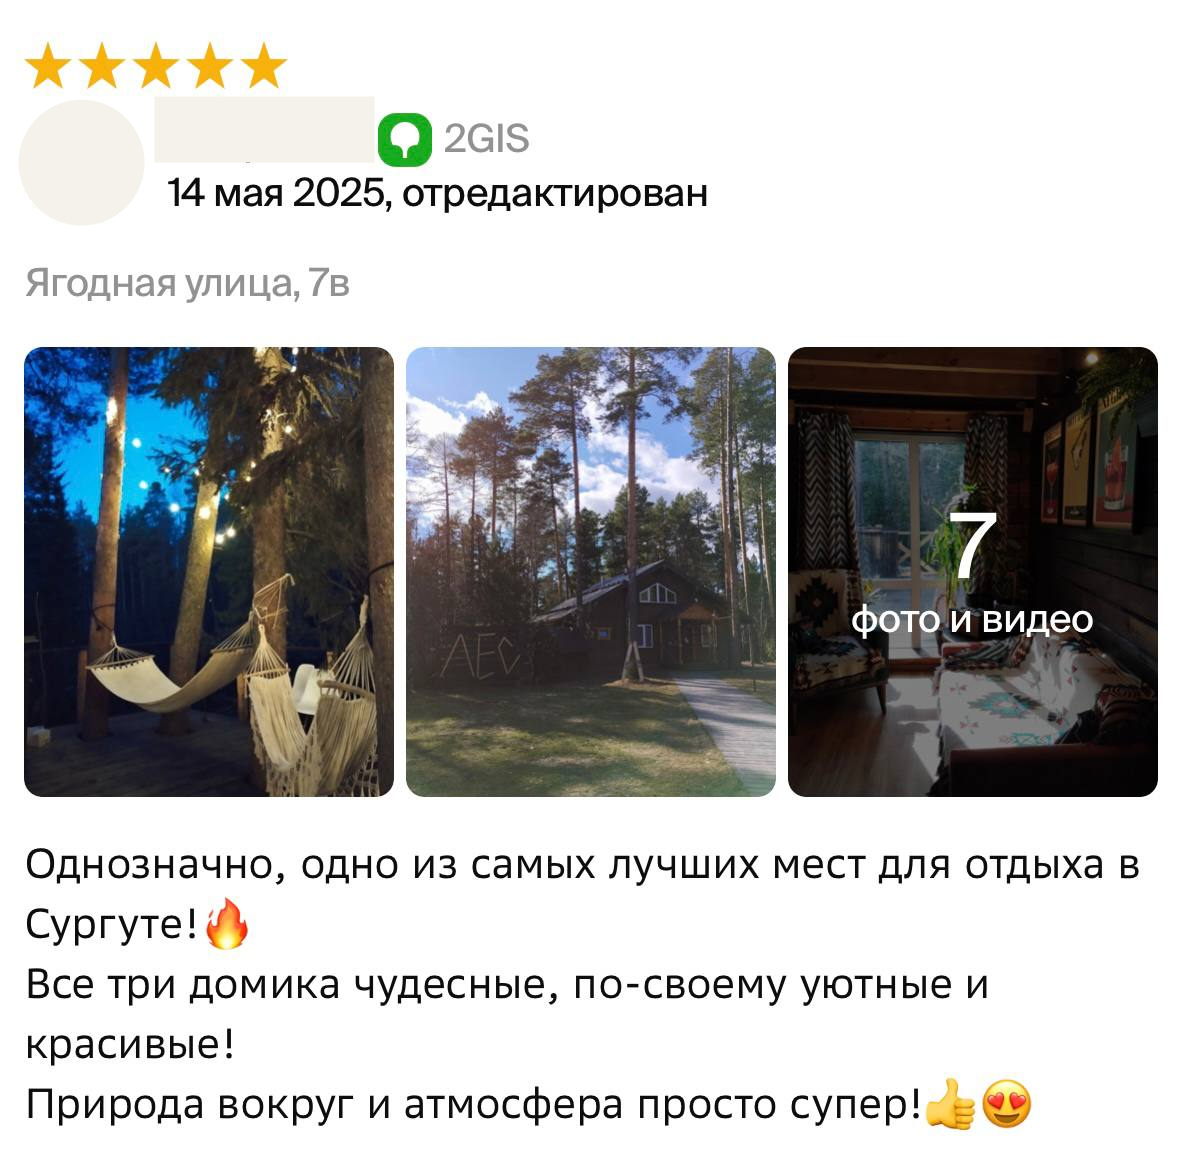 2GIS
14 мая 2025, отредактирован
Ягодная улица, 7в
ЛЕС
7
фото и видео
Однозначно, одно из самых лучших мест для отдыха в
Сургуте!🔥
Все три домика чудесные, по-своему уютные и
красивые!
Природа вокруг и атмосфера просто супер!👍😍